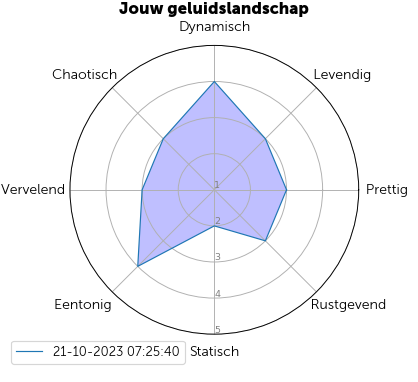 Jouw geluidslandschap
Dynamisch
Chaotisch
Levendig
Vervelend
1
Prettig
2
3
Eentonig
4
Rustgevend
5
21-10-2023 07:25:40
Statisch